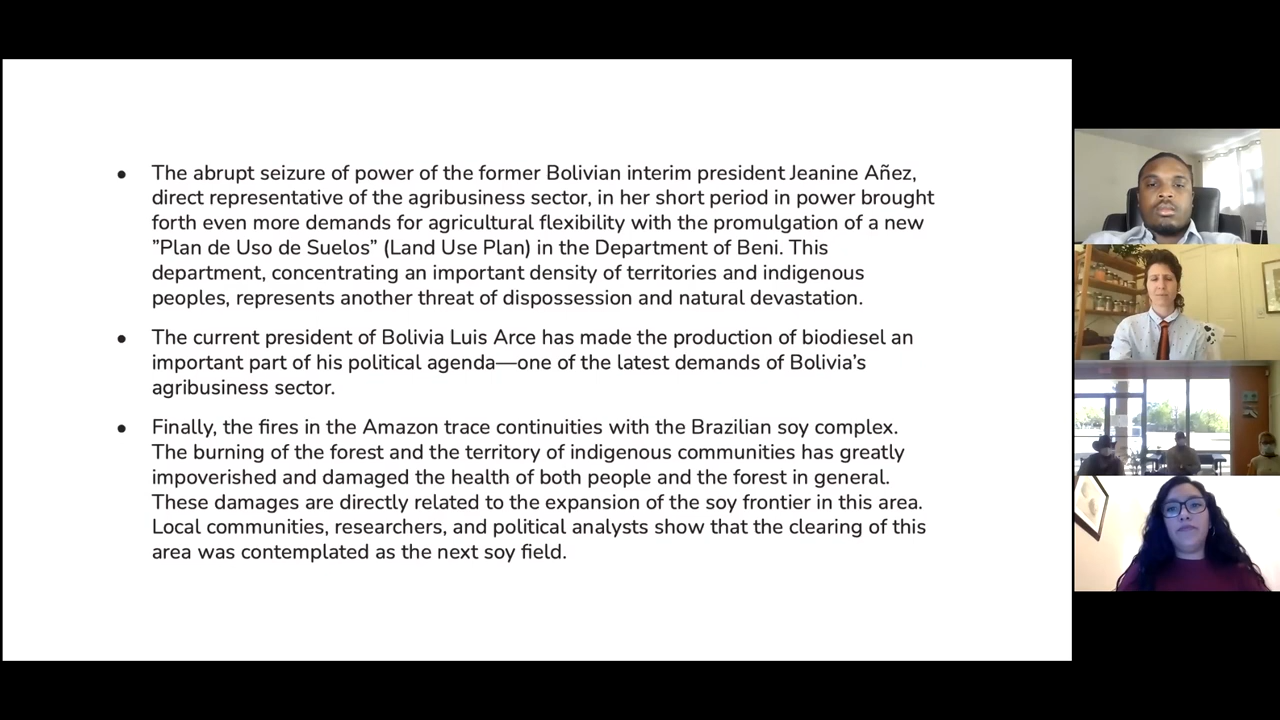 • The abrupt seizure of power of the former Bolivian interim president Jeanine Añez,
direct representative of the agribusiness sector, in her short period in power brought
forth even more demands for agricultural flexibility with the promulgation of a new
”Plan de Uso de Suelos” (Land Use Plan) in the Department of Beni. This
department, concentrating an important density of territories and indigenous
peoples, represents another threat of dispossession and natural devastation.
• The current president of Bolivia Luis Arce has made the production of biodiesel an
important part of his political agenda—one of the latest demands of Bolivia’s
agribusiness sector.
• Finally, the fires in the Amazon trace continuities with the Brazilian soy complex.
The burning of the forest and the territory of indigenous communities has greatly
impoverished and damaged the health of both people and the forest in general.
These damages are directly related to the expansion of the soy frontier in this area.
Local communities, researchers, and political analysts show that the clearing of this
area was contemplated as the next soy field.